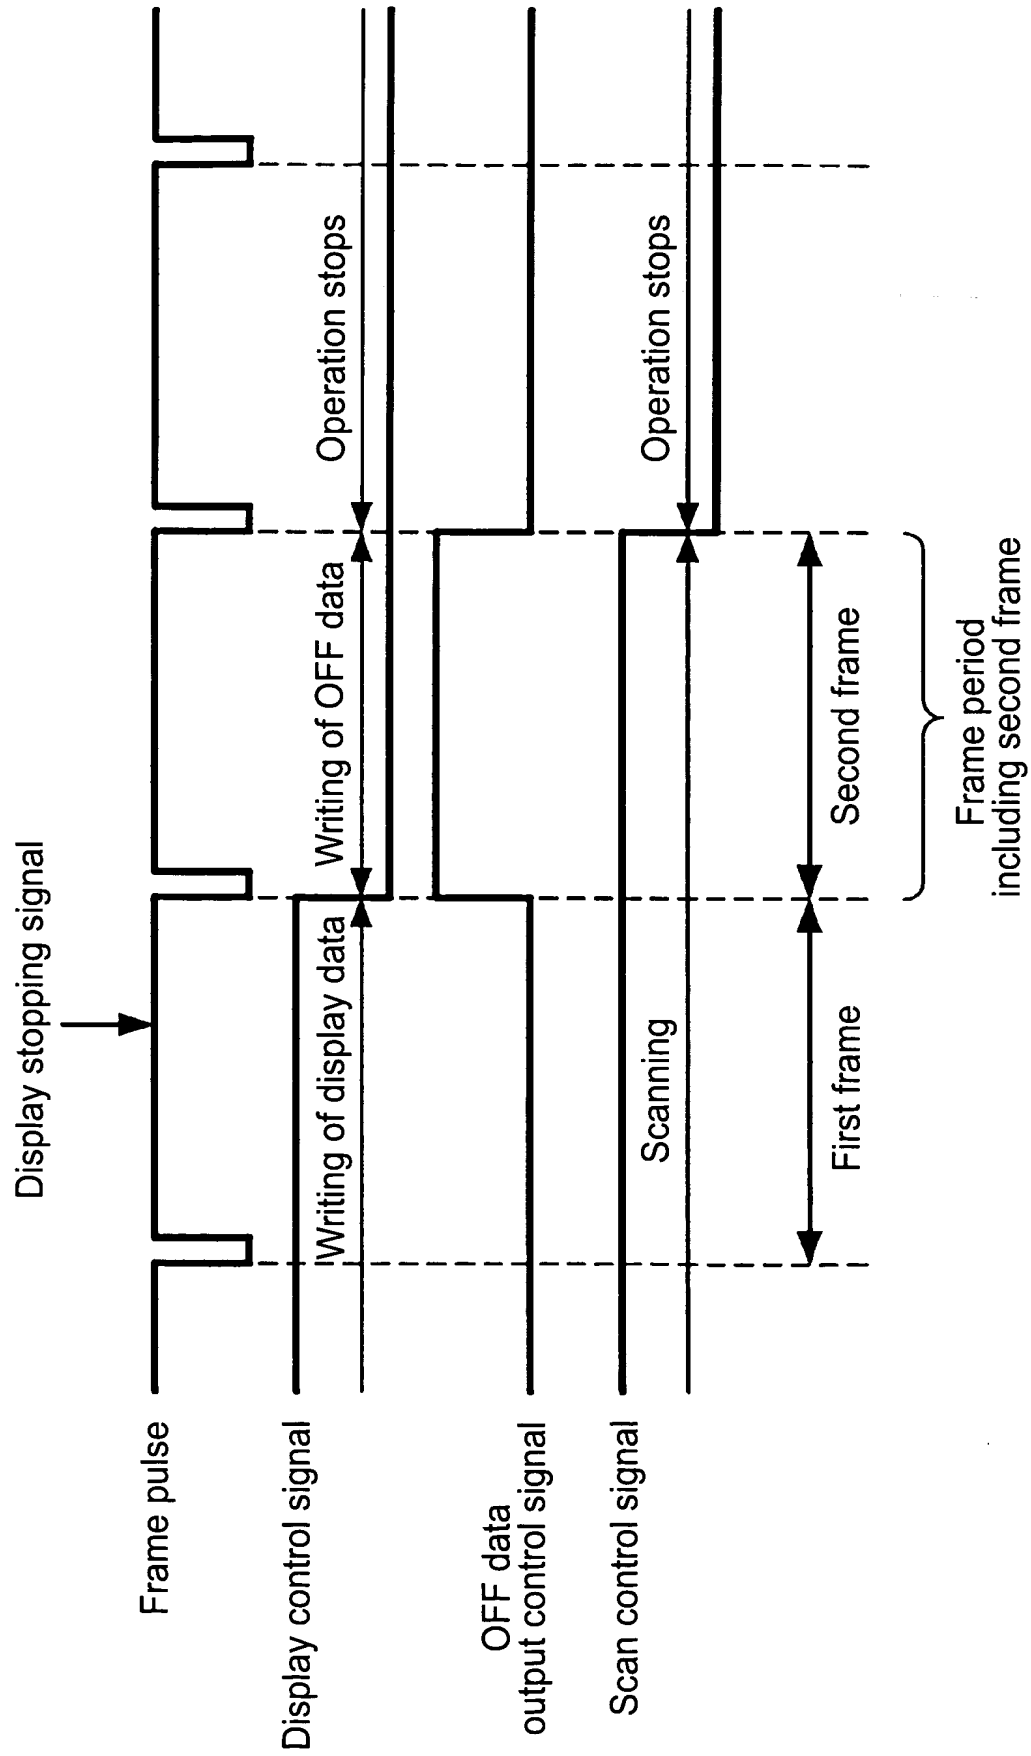 Display stopping signal
Frame pulse
Display control signal
Writing of display data
Writing of OFF data
Operation stops
OFF data
output control signal
Scan control signal
Scanning
Operation stops
First frame
Second frame
Frame period
including second frame